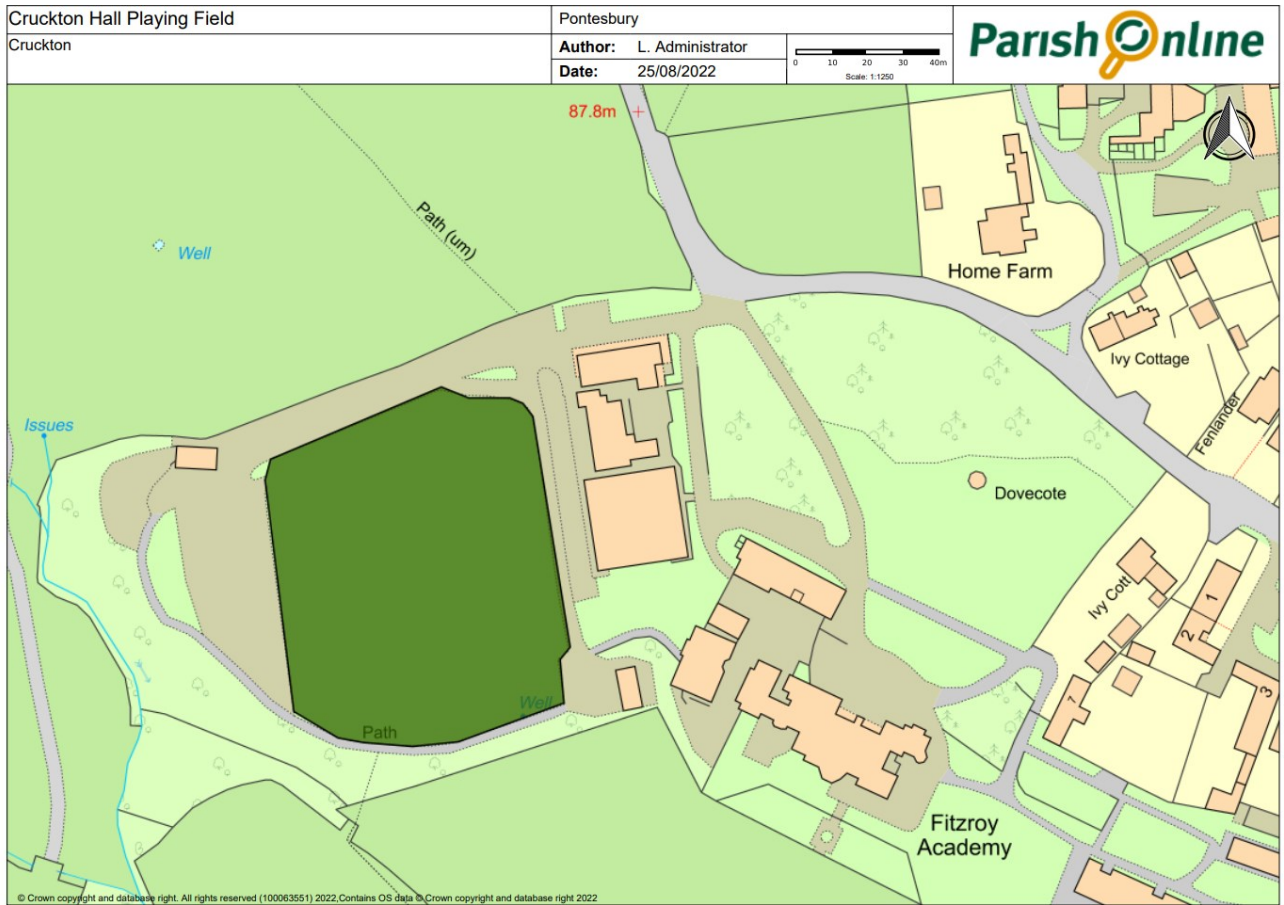 Cruckton Hall Playing Field
Cruckton
Pontesbury
Author: L. Administrator
Date: 25/08/2022
0 10 20 30 40m
Scale: 1:1250
Parish Online
87.8m
Path (um)
Well
Home Farm
Ivy Cottage
Fenlander
Issues
Dovecote
Ivy Cott
1
2
3
7
Well
Path
Fitzroy
Academy
© Crown copyright and database right. All rights reserved (100063551) 2022,Contains OS data © Crown copyright and database right 2022